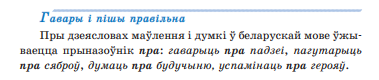 Гавары і пішы правільна
Пры дзеясловах маўлення і думкі ў беларускай мове ўжы-
ваецца прыназоўнік пра: гаварыць пра падзеі, пагутарыць
пра сяброў, думаць пра будучыню, успамінаць пра герояў.